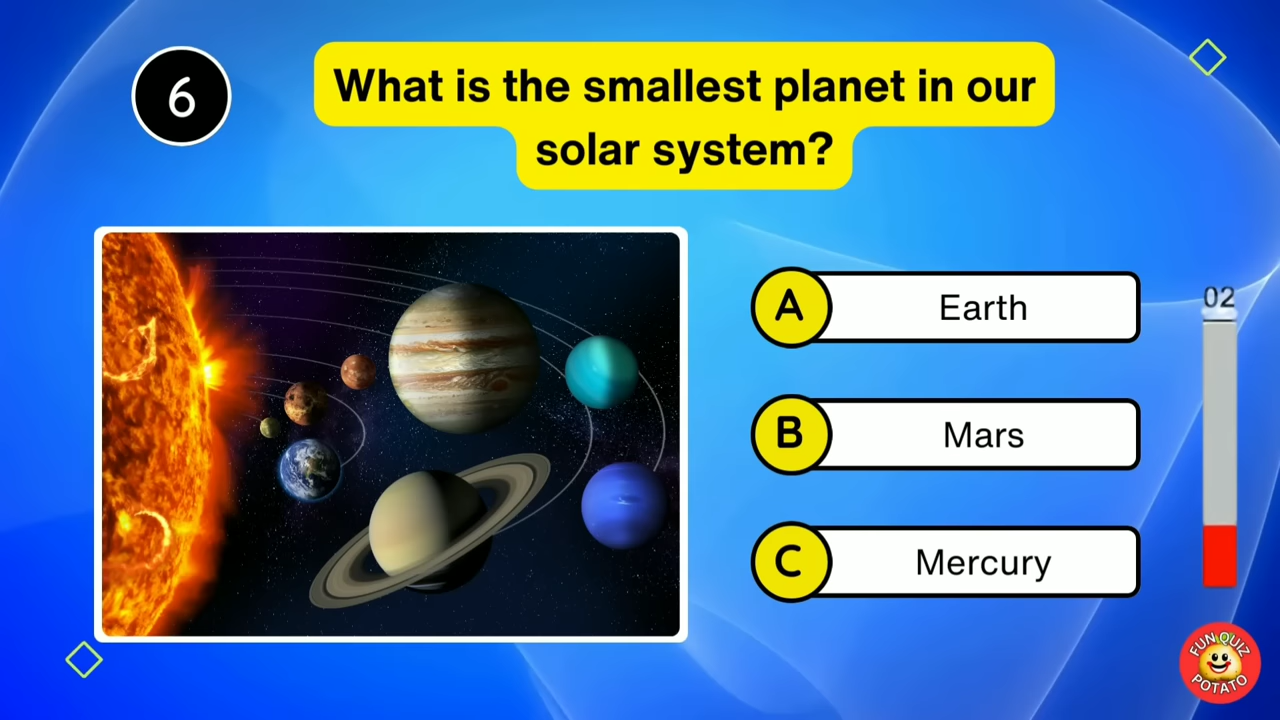 6
What is the smallest planet in our
solar system?
A Earth
B Mars
C Mercury
02
FUN QUIZ
POTATO